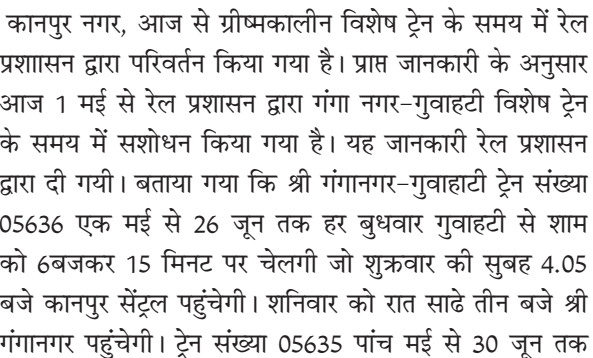 कानपुर नगर, आज से ग्रीष्मकालीन विशेष ट्रेन के समय में रेल
प्रशाासन द्वारा परिवर्तन किया गया है। प्राप्त जानकारी के अनुसार
आज 1 मई से रेल प्रशासन द्वारा गंगा नगर-गुवाहटी विशेष ट्रेन
के समय में सशोधन किया गया है। यह जानकारी रेल प्रशासन
द्वारा दी गयी। बताया गया कि श्री गंगानगर-गुवाहाटी ट्रेन संख्या
05636 एक मई से 26 जून तक हर बुधवार गुवाहटी से शाम
को 6बजकर 15 मिनट पर चेलगी जो शुक्रवार की सुबह 4.05
बजे कानपुर सेंट्रल पहुंचेगी। शनिवार को रात साढे तीन बजे श्री
गंगानगर पहुंचेगी। ट्रेन संख्या 05635 पांच मई से 30 जून तक